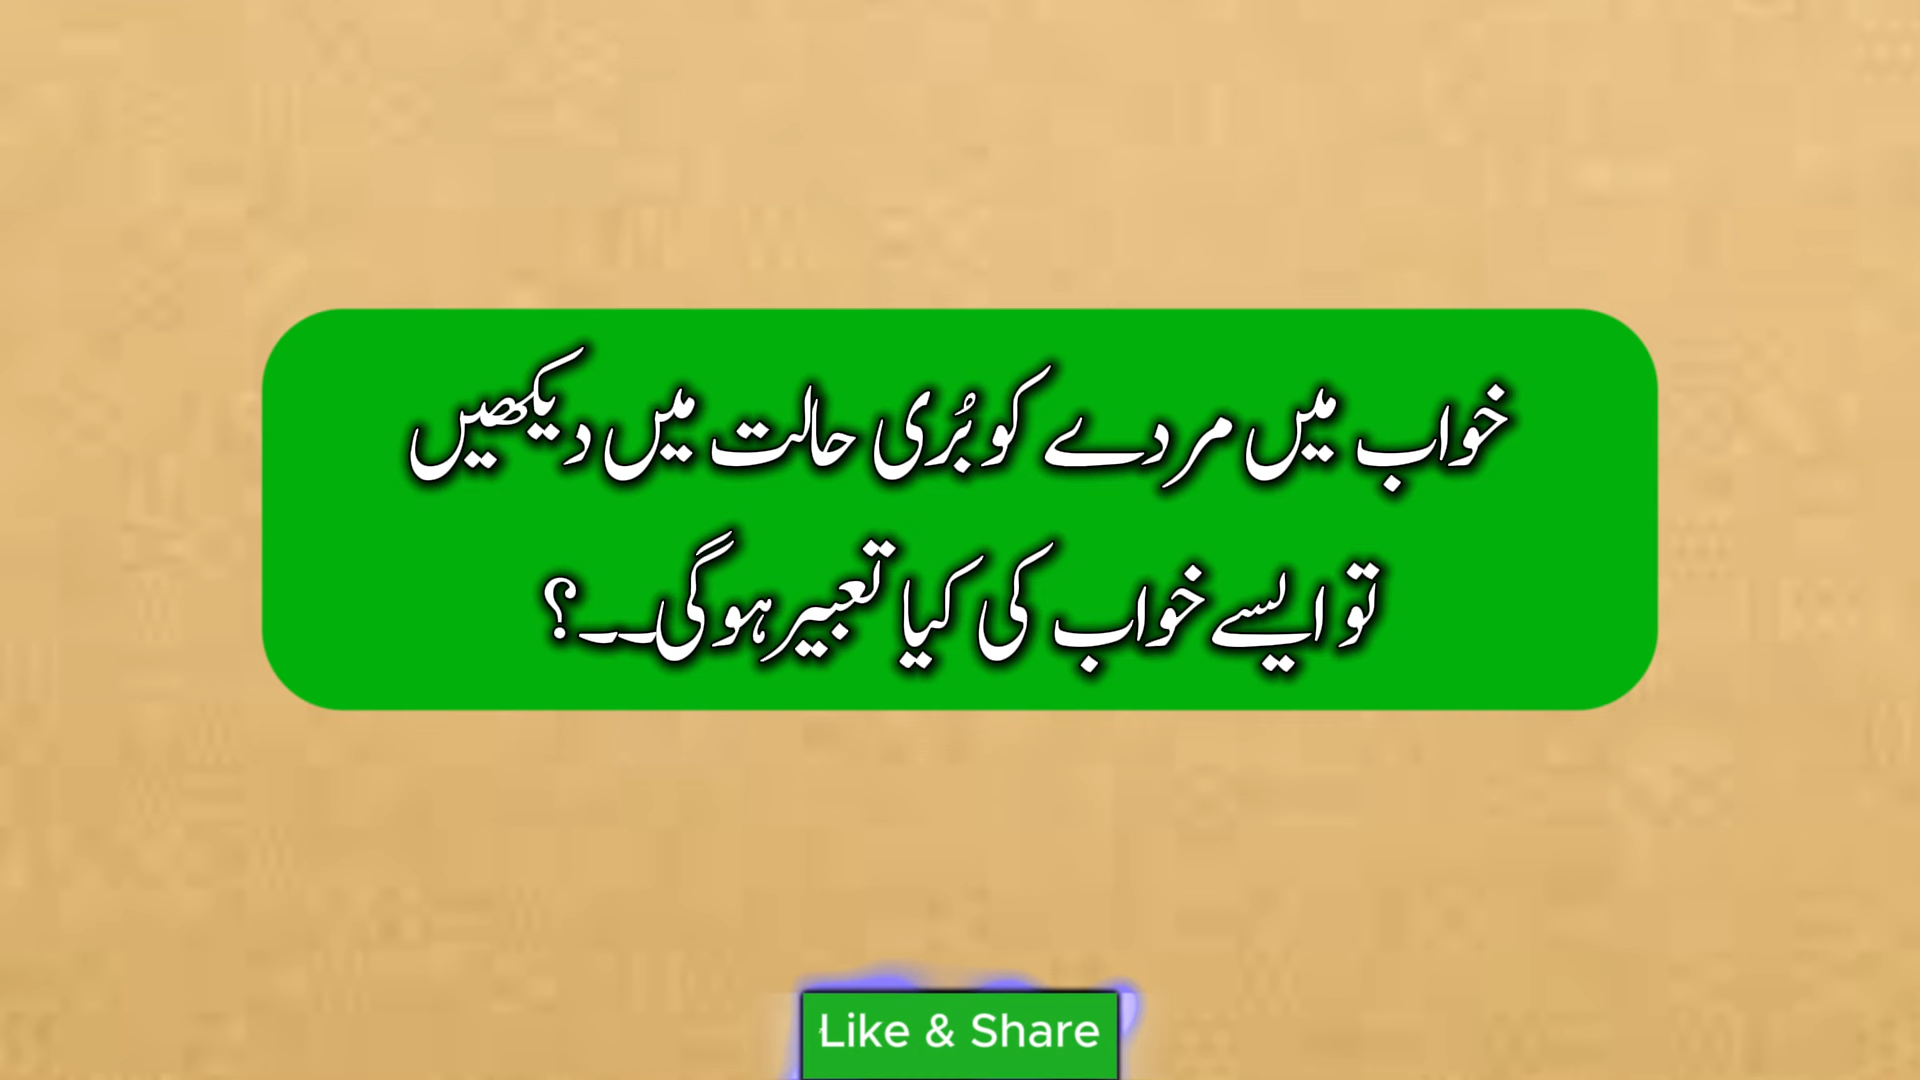 خواب میں مردے کو بُری حالت میں دیکھیں
تو ایسے خواب کی کیا تعبیر ہوگی۔۔؟
Like & Share